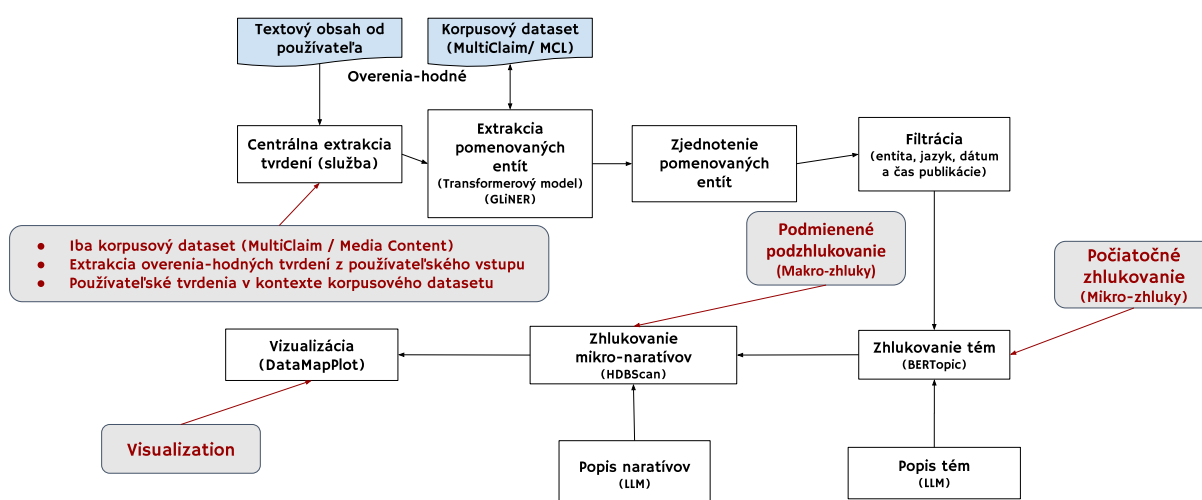 Textový obsah od
používateľa
Korpusový dataset
(MultiClaim/ MCL)
Overenia-hodné
Centrálna extrakcia
tvrdení (služba)
Extrakcia
pomenovaných
entít
(Transformerový model)
(GLiNER)
Zjednotenie
pomenovaných
entít
Filtrácia
(entita, jazyk, dátum
a čas publikácie)
● Iba korpusový dataset (MultiClaim / Media Content)
● Extrakcia overenia-hodných tvrdení z používateľského vstupu
● Používateľské tvrdenia v kontexte korpusového datasetu
Podmienené
podzhlukovanie
(Makro-zhluky)
Počiatočné
zhlukovanie
(Mikro-zhluky)
Vizualizácia
(DataMapPlot)
Zhlukovanie
mikro-naratívov
(HDBScan)
Zhlukovanie tém
(BERTopic)
Visualization
Popis naratívov
(LLM)
Popis tém
(LLM)